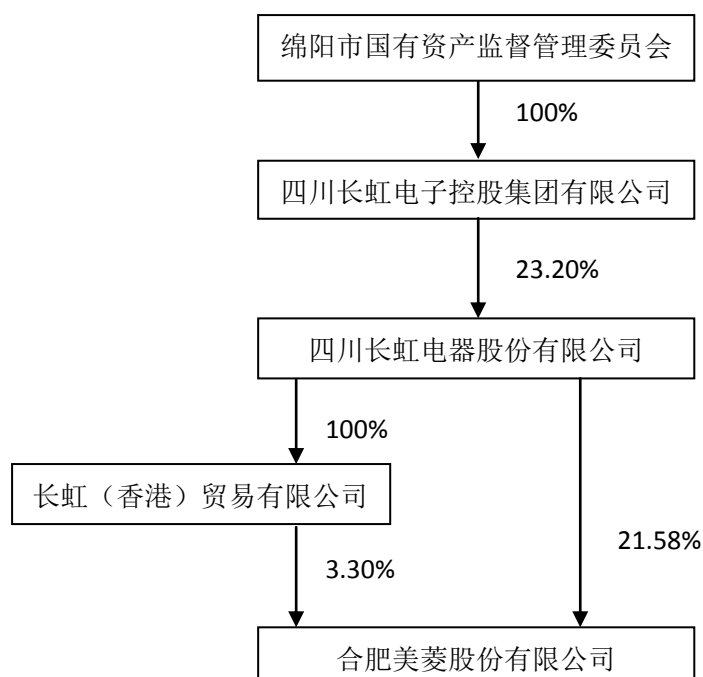 绵阳市国有资产监督管理委员会
100%
四川长虹电子控股集团有限公司
23.20%
四川长虹电器股份有限公司
100%
长虹（香港）贸易有限公司
21.58%
3.30%
合肥美菱股份有限公司